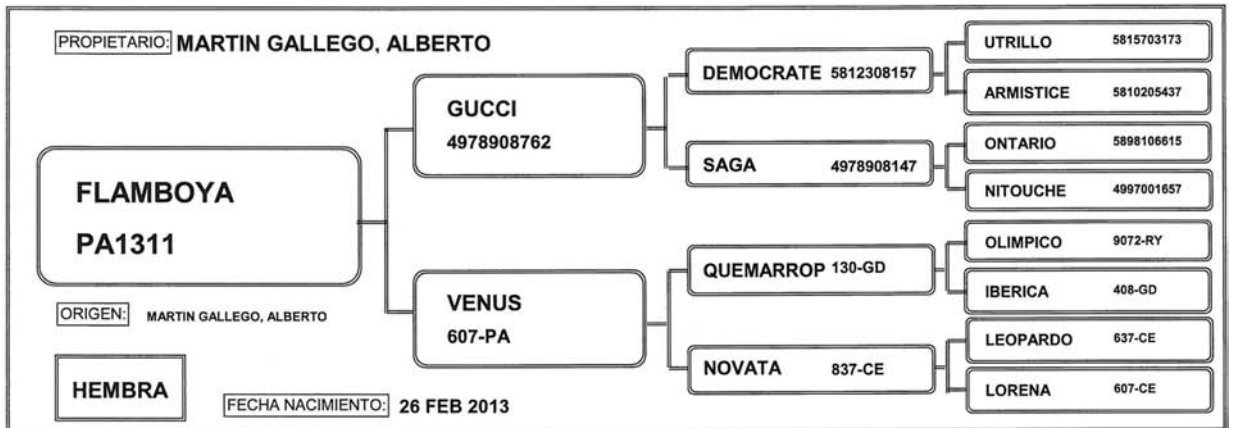 PROPIETARIO: MARTIN GALLEGO, ALBERTO
FLAMBOYA
PA1311
ORIGEN: MARTIN GALLEGO, ALBERTO
HEMBRA
FECHA NACIMIENTO: 26 FEB 2013
GUCCI
4978908762
VENUS
607-PA
DEMOCRATE 5812308157
SAGA 4978908147
QUEMARROP 130-GD
NOVATA 837-CE
UTRILLO 5815703173
ARMISTICE 5810205437
ONTARIO 5898106615
NITOUCHE 4997001657
OLIMPICO 9072-RY
IBERICA 408-GD
LEOPARDO 637-CE
LORENA 607-CE